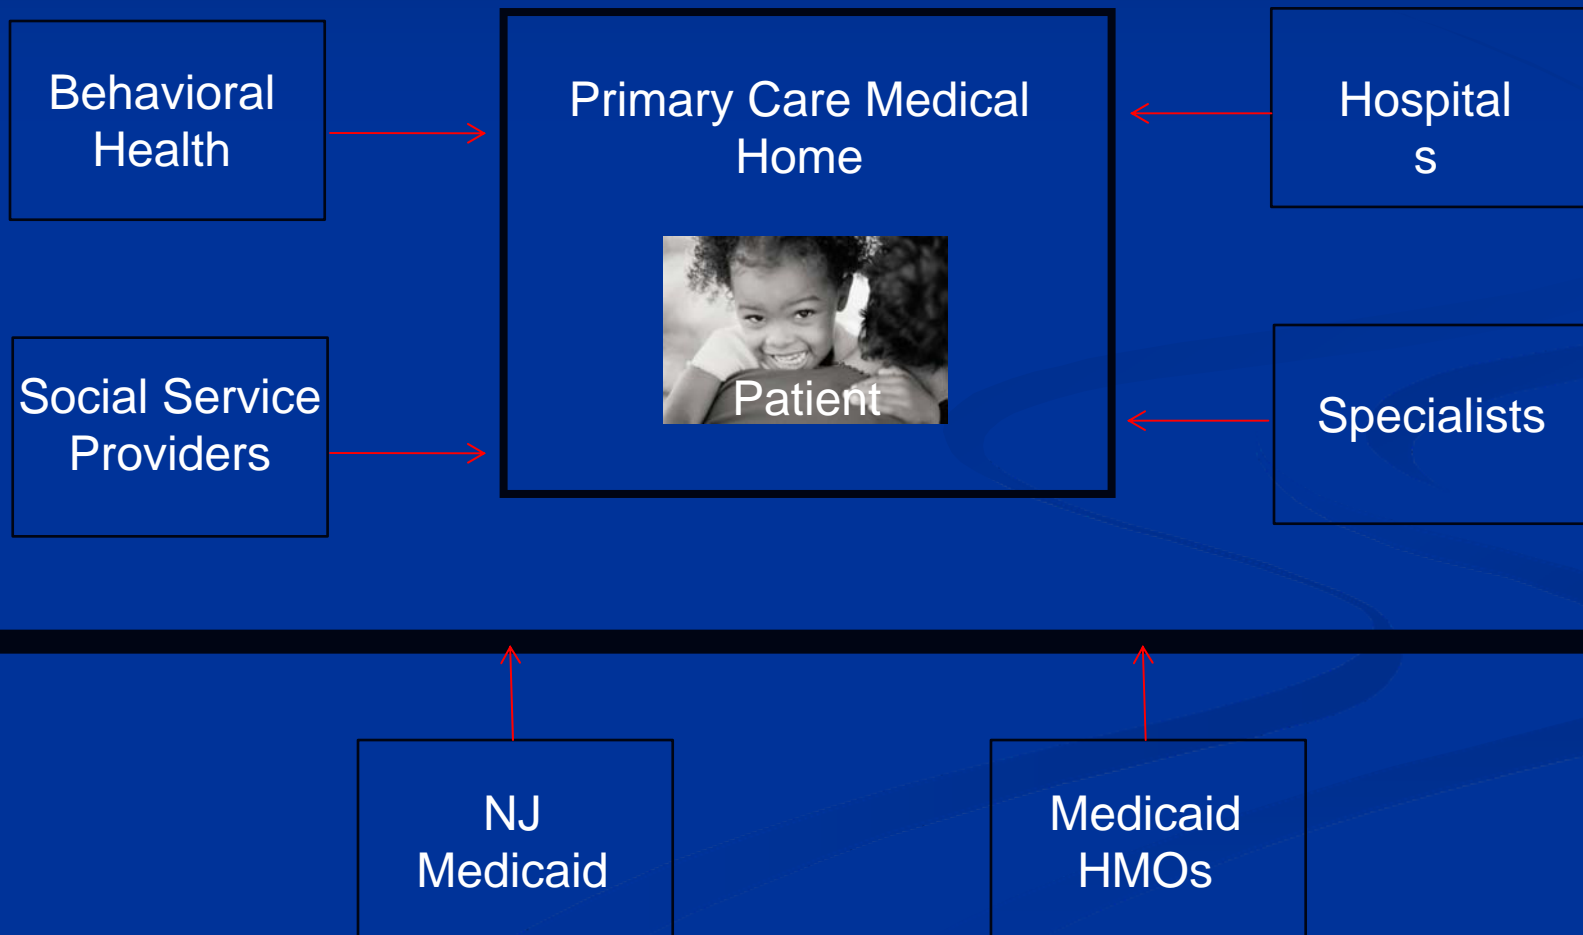 Behavioral
Health
Primary Care Medical
Home
Hospital
s
Patient
Social Service
Providers
Specialists
NJ
Medicaid
Medicaid
HMOs